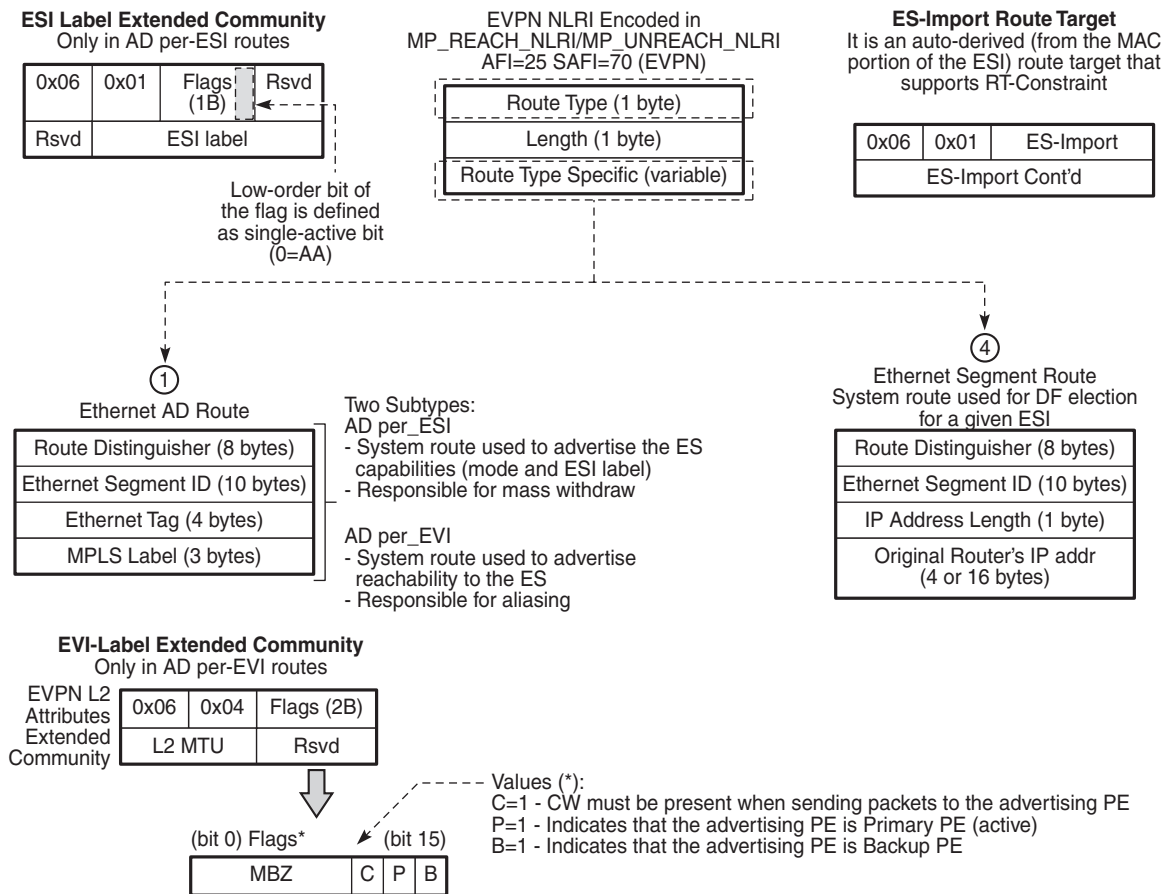 ESI Label Extended Community
Only in AD per-ESI routes
0x06 0x01 Flags (1B) Rsvd
Rsvd ESI label
Low-order bit of
the flag is defined
as single-active bit
(0=AA)
EVPN NLRI Encoded in
MP_REACH_NLRI/MP_UNREACH_NLRI
AFI=25 SAFI=70 (EVPN)
Route Type (1 byte)
Length (1 byte)
Route Type Specific (variable)
ES-Import Route Target
It is an auto-derived (from the MAC
portion of the ESI) route target that
supports RT-Constraint
0x06 0x01 ES-Import
ES-Import Cont'd
1
Ethernet AD Route
Route Distinguisher (8 bytes)
Ethernet Segment ID (10 bytes)
Ethernet Tag (4 bytes)
MPLS Label (3 bytes)
Two Subtypes:
AD per_ESI
- System route used to advertise the ES
capabilities (mode and ESI label)
- Responsible for mass withdraw
AD per_EVI
- System route used to advertise
reachability to the ES
- Responsible for aliasing
4
Ethernet Segment Route
System route used for DF election
for a given ESI
Route Distinguisher (8 bytes)
Ethernet Segment ID (10 bytes)
IP Address Length (1 byte)
Original Router's IP addr
(4 or 16 bytes)
EVI-Label Extended Community
Only in AD per-EVI routes
EVPN L2
Attributes
Extended
Community
0x06 0x04 Flags (2B)
L2 MTU Rsvd
(bit 0) Flags* (bit 15)
MBZ C P B
Values (*):
C=1 - CW must be present when sending packets to the advertising PE
P=1 - Indicates that the advertising PE is Primary PE (active)
B=1 - Indicates that the advertising PE is Backup PE